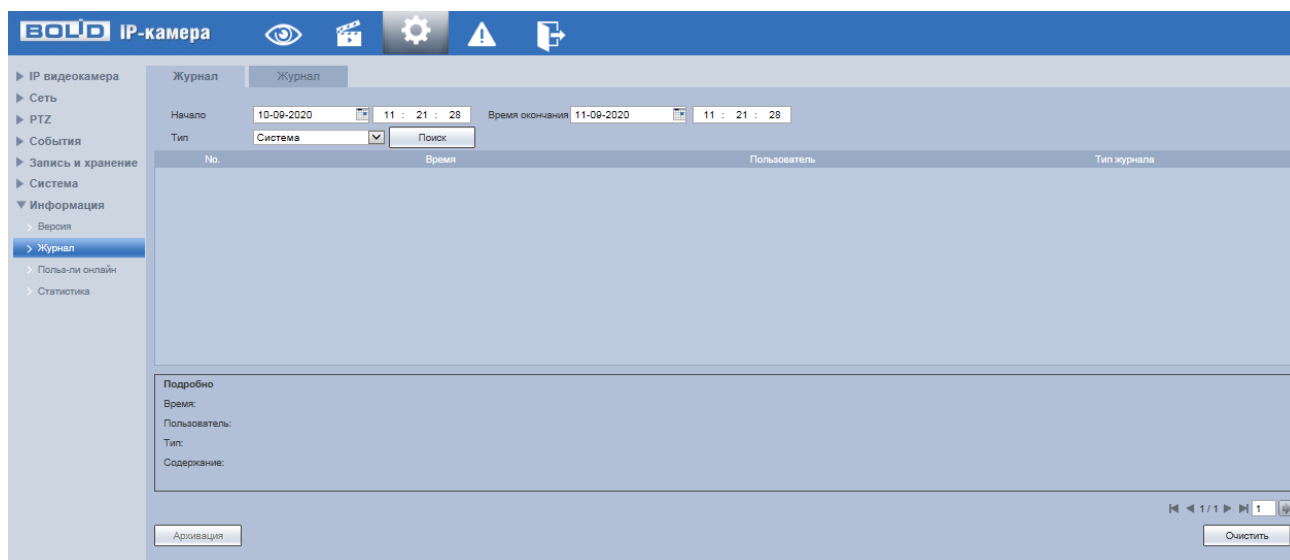 BOLID IP-камера
IP видеокамера
Сеть
PTZ
События
Запись и хранение
Система
Информация
Версия
Журнал
Польз-ли онлайн
Статистика
Журнал Журнал
Начало 10-09-2020 11 : 21 : 28 Время окончания 11-09-2020 11 : 21 : 28
Тип Система Поиск
No. Время Пользователь Тип журнала
Подробно
Время:
Пользователь:
Тип:
Содержание:
1/1 1
Архивация Очистить